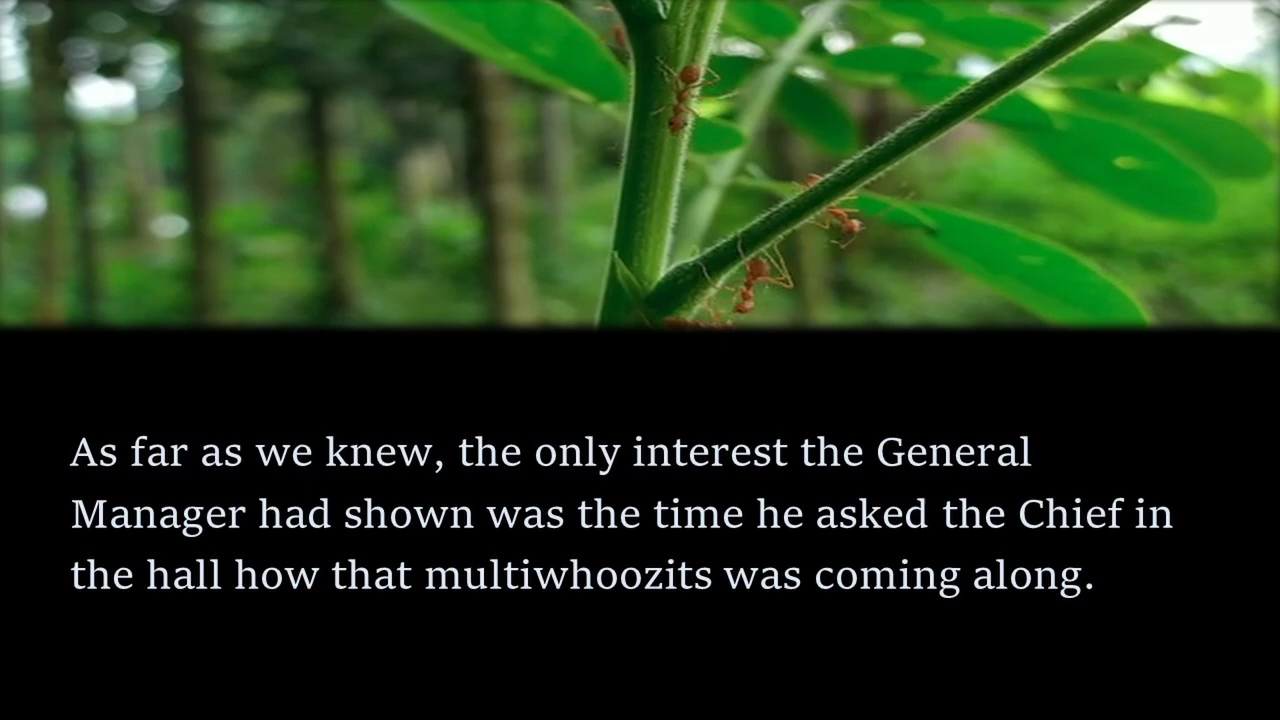 As far as we knew, the only interest the General
Manager had shown was the time he asked the Chief in
the hall how that multiwhoozits was coming along.